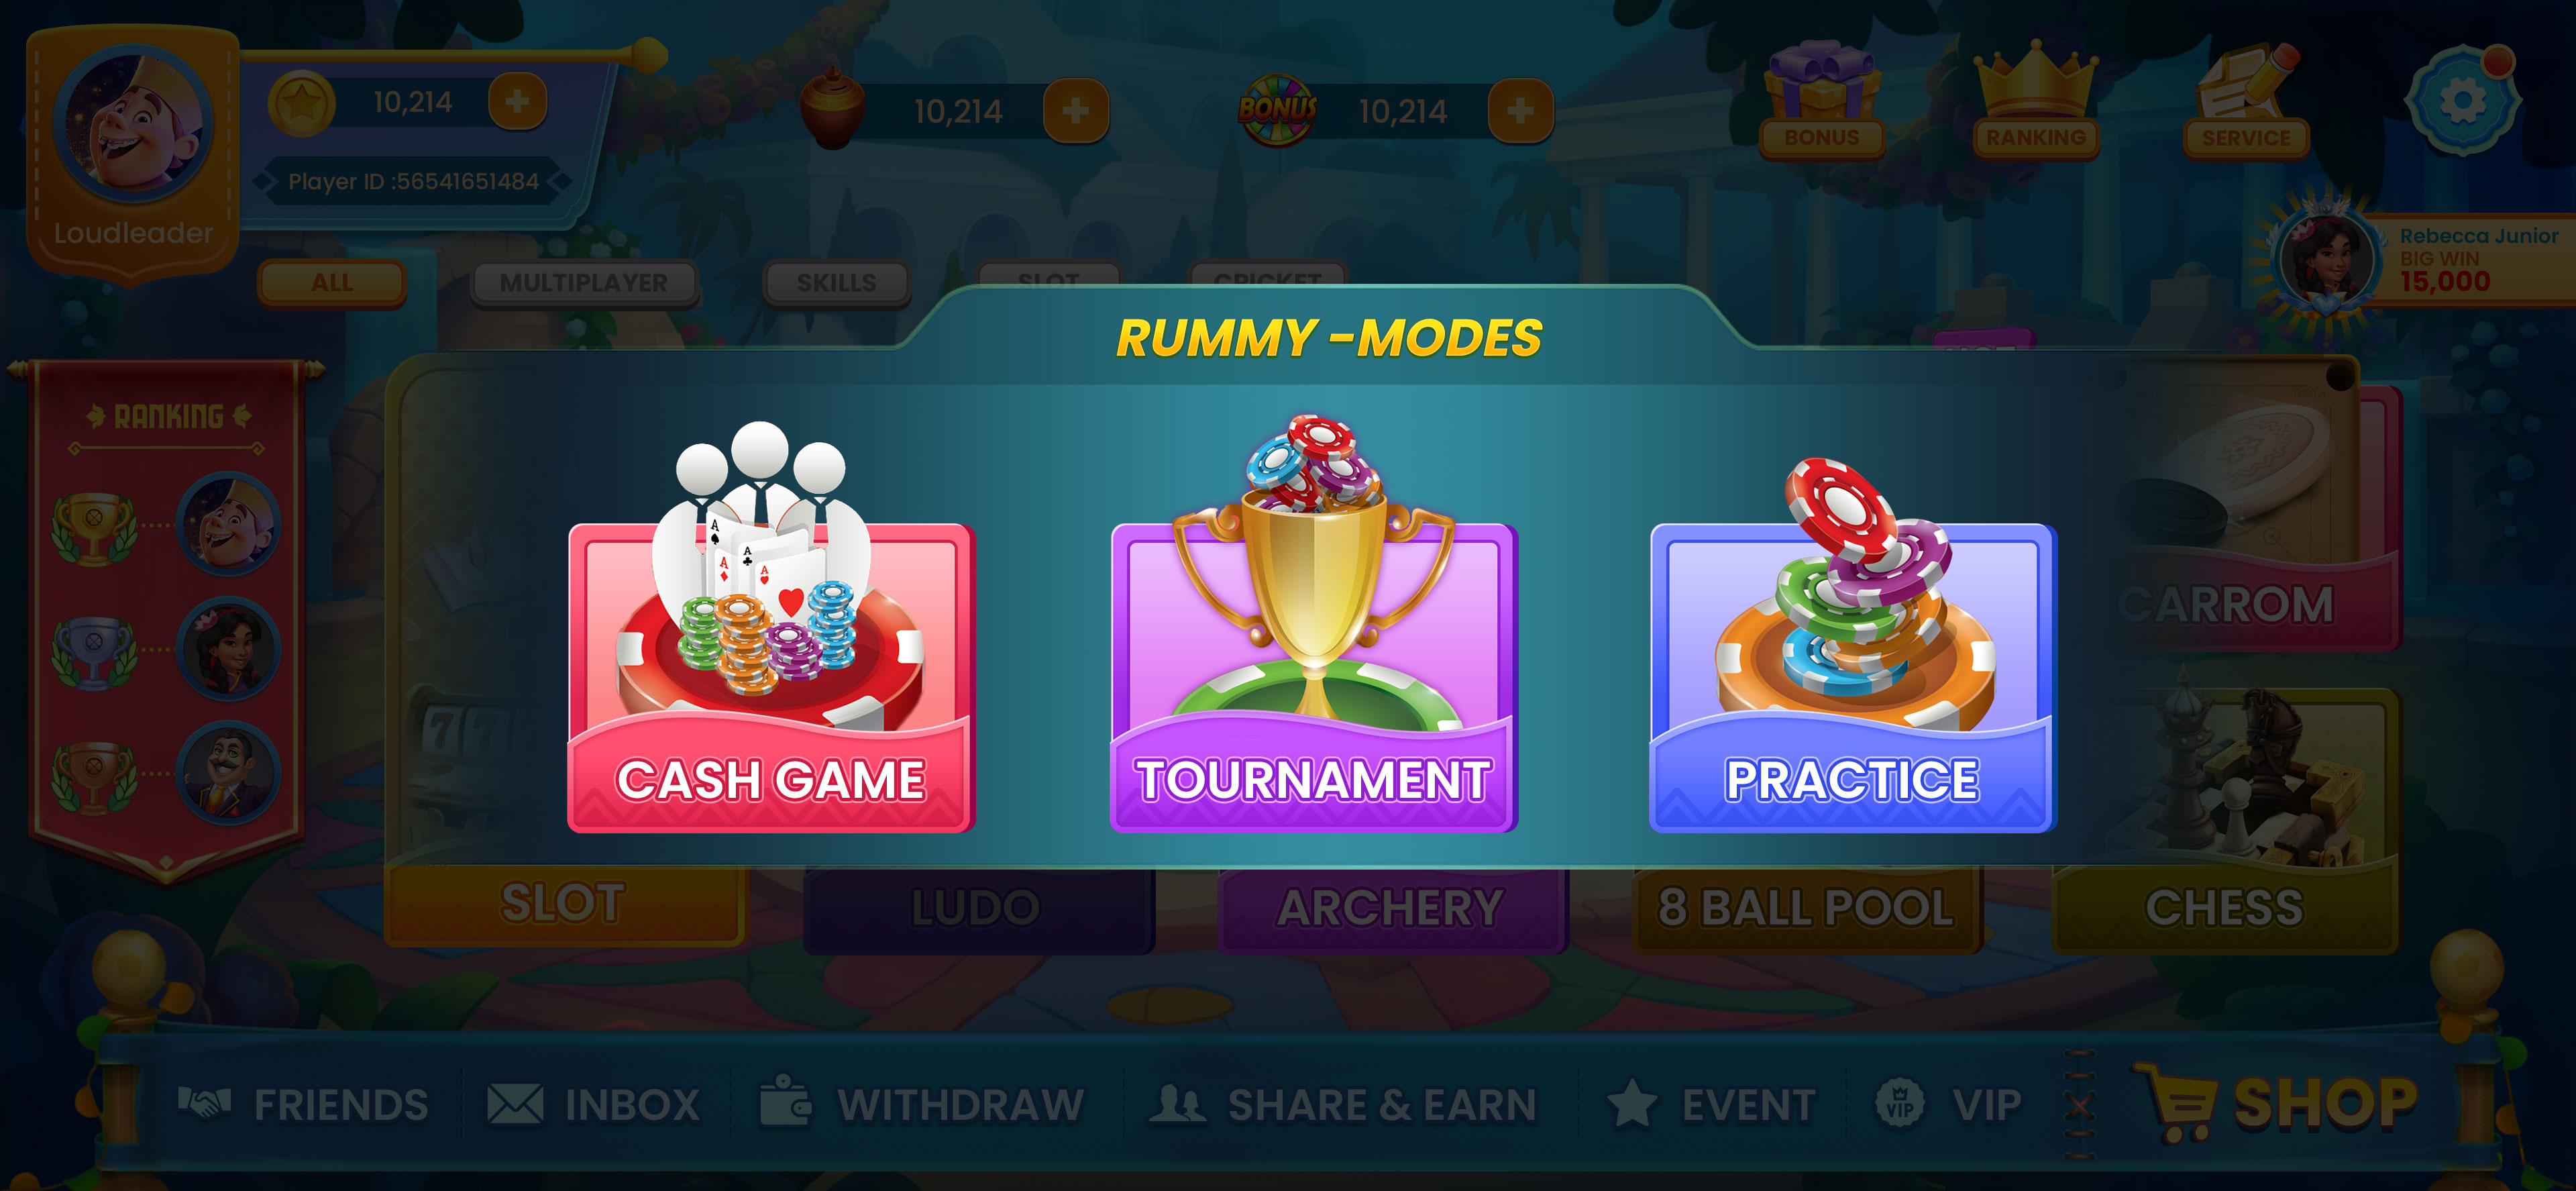 10,214
10,214
BONUS
10,214
BONUS
RANKING
SERVICE
Player ID :56541651484
Loudleader
Rebecca Junior
BIG WIN
15,000
ALL
MULTIPLAYER
SKILLS
SLOT
CRICKET
RUMMY -MODES
RANKING
A
A
A
A
CASH GAME
TOURNAMENT
PRACTICE
CARROM
777
SLOT
LUDO
ARCHERY
8 BALL POOL
CHESS
FRIENDS
INBOX
WITHDRAW
SHARE & EARN
EVENT
VIP
VIP
SHOP